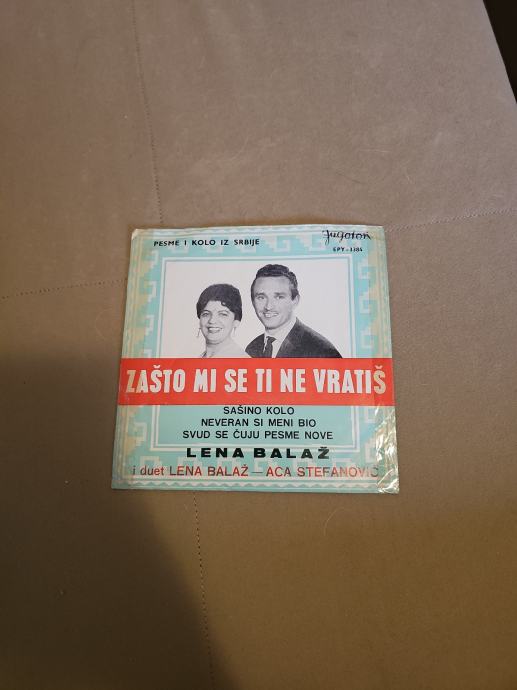 PESME I KOLO IZ SRBIJE
Jugoton
EPY-3384
ZAŠTO MI SE TI NE VRATIŠ
SAŠINO KOLO
NEVERAN SI MENI BIO
SVUD SE ČUJU PESME NOVE
LENA BALAŽ
i duet LENA BALAŽ — ACA STEFANOVIĆ